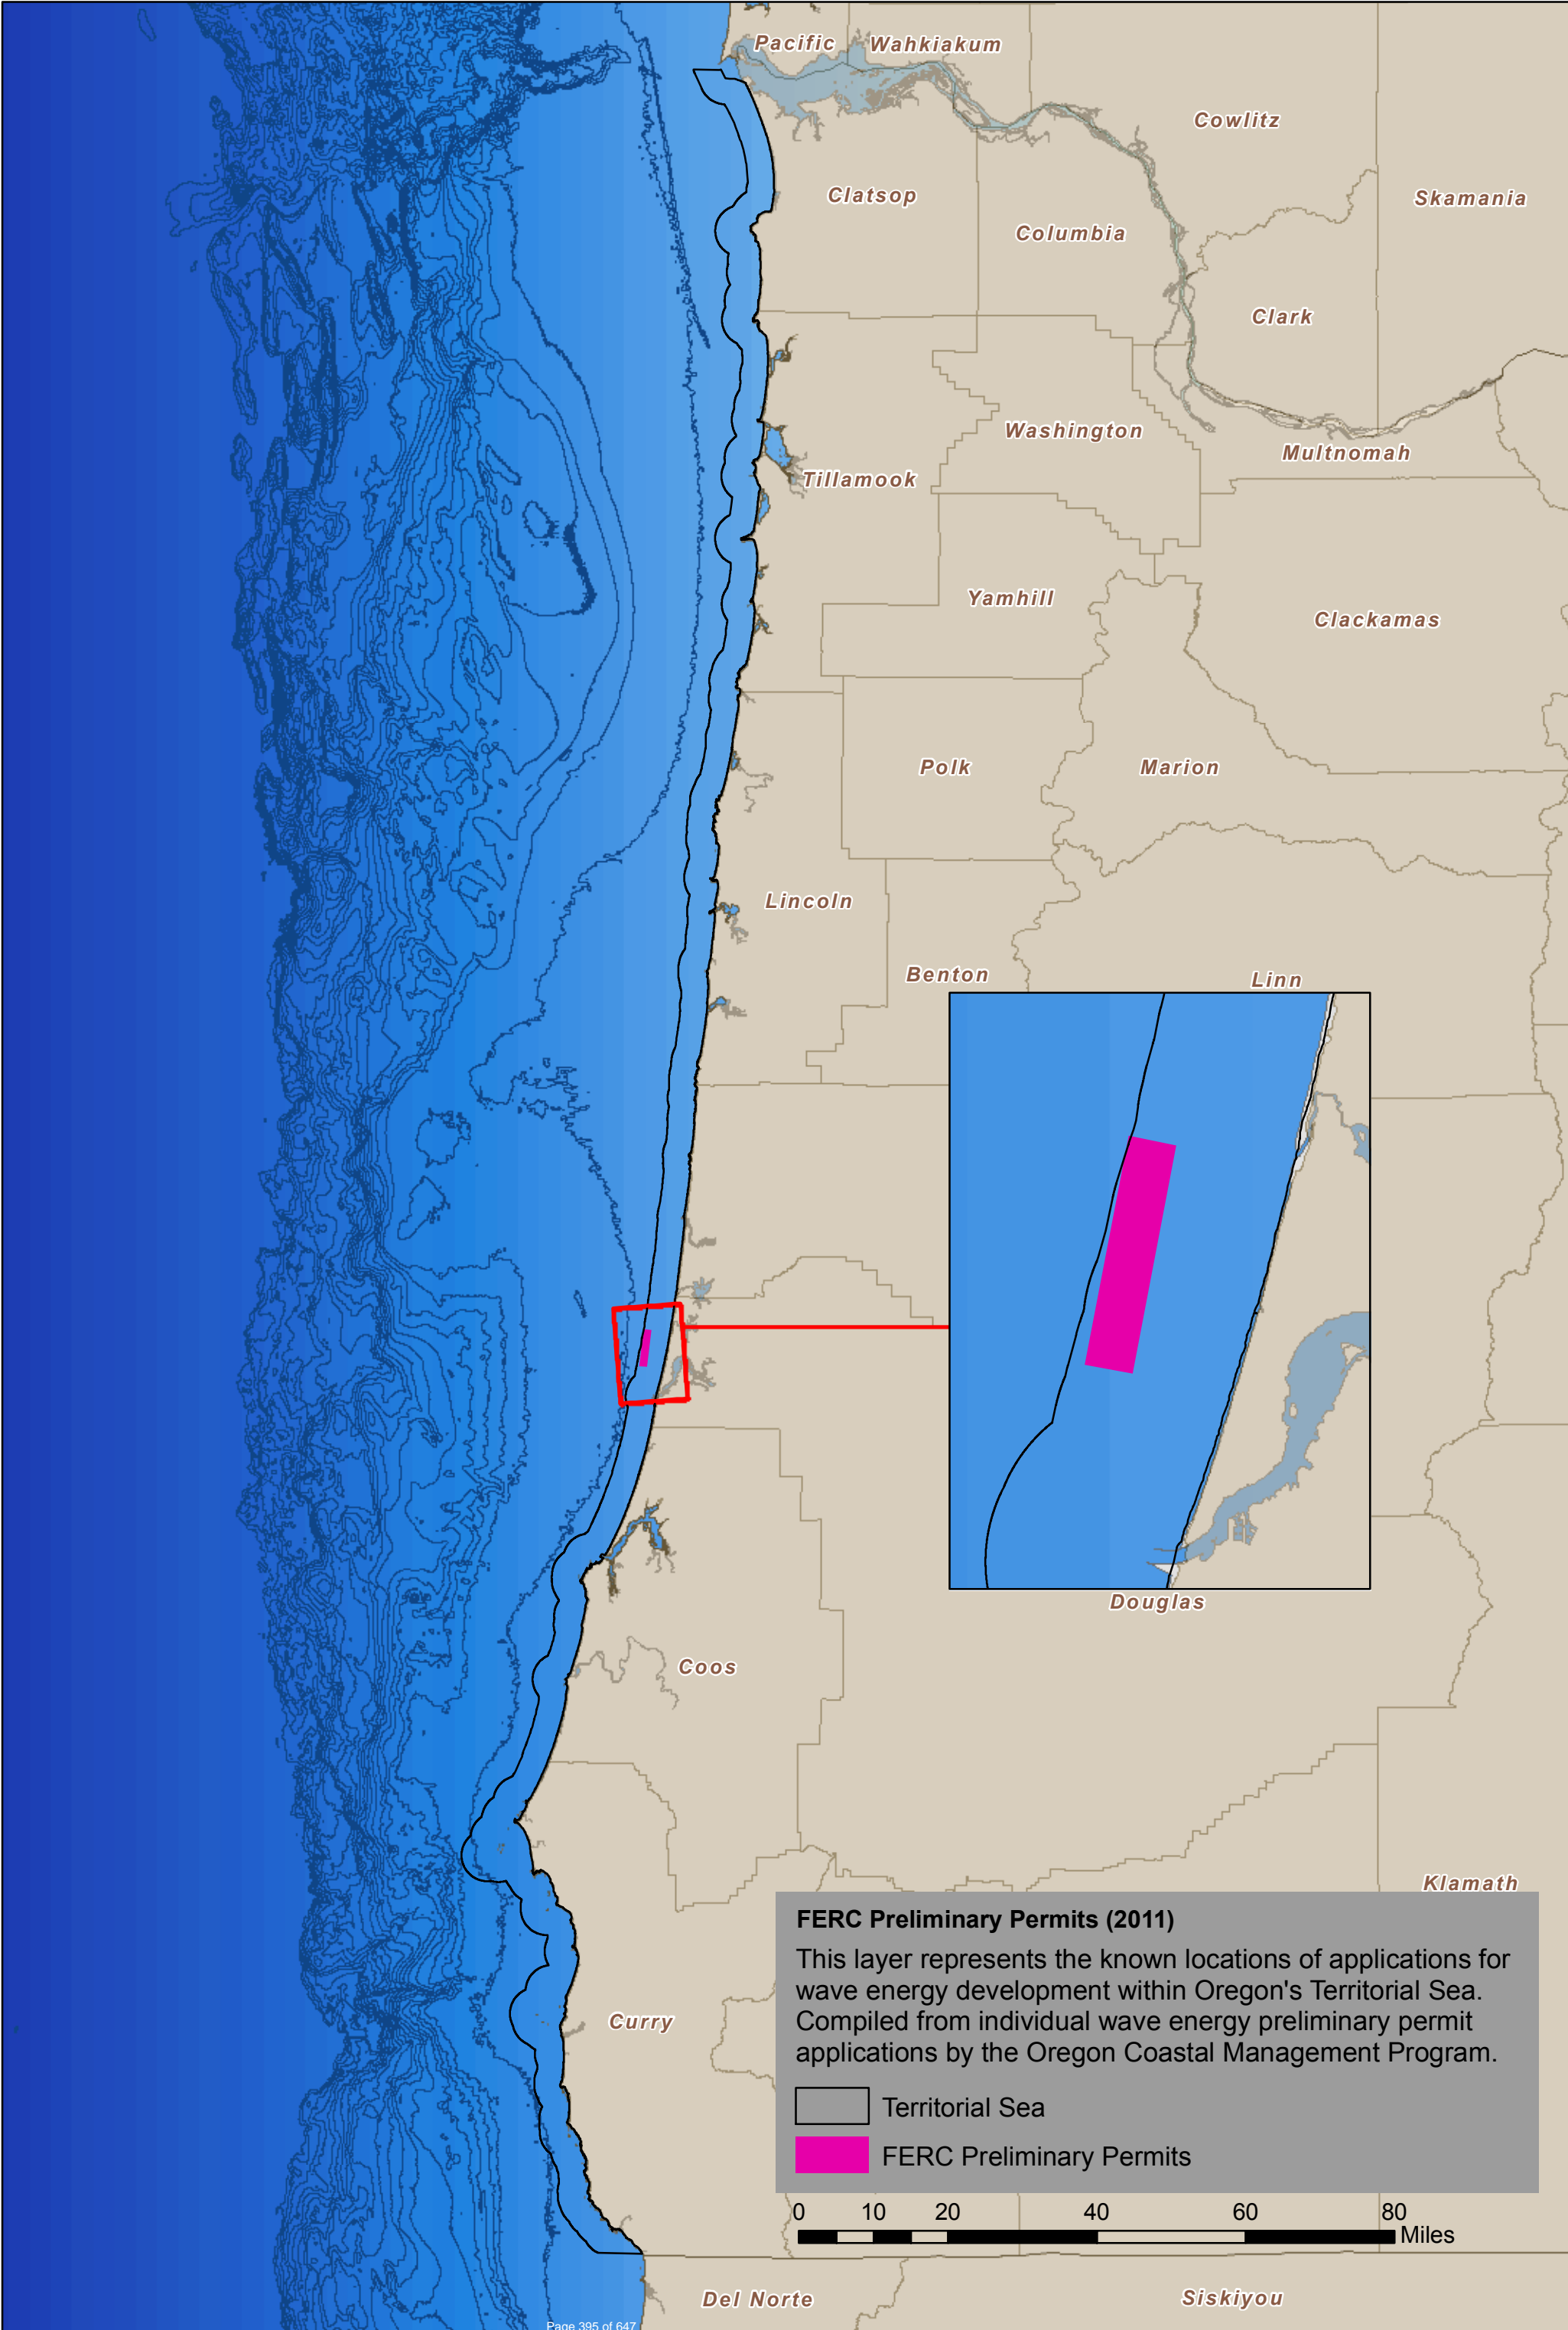 Pacific
Wahkiakum
Cowlitz
Clatsop
Skamania
Columbia
Clark
Washington
Multnomah
Tillamook
Yamhill
Clackamas
Polk
Marion
Lincoln
Benton
Linn
Douglas
Coos
Klamath
FERC Preliminary Permits (2011)
This layer represents the known locations of applications for
wave energy development within Oregon's Territorial Sea.
Compiled from individual wave energy preliminary permit
applications by the Oregon Coastal Management Program.
Curry
Territorial Sea
FERC Preliminary Permits
0 10 20 40 60 80
Miles
Del Norte
Siskiyou
Page 395 of 647